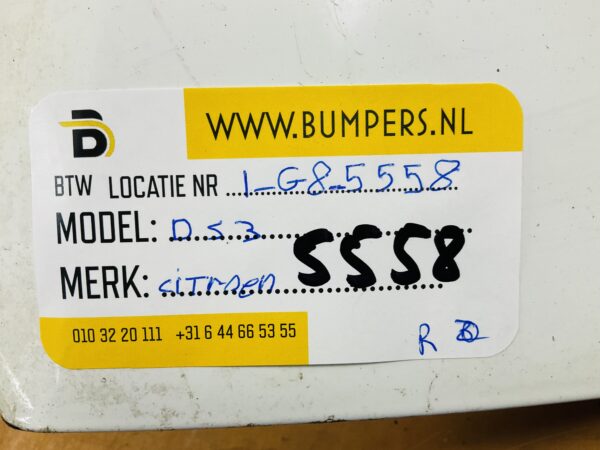 B WWW.BUMPERS.NL
BTW LOCATIE NR 1-G8-5558
MODEL: DS3
MERK: CITROEN 5558
010 32 20 111 +31 6 44 66 53 55
R